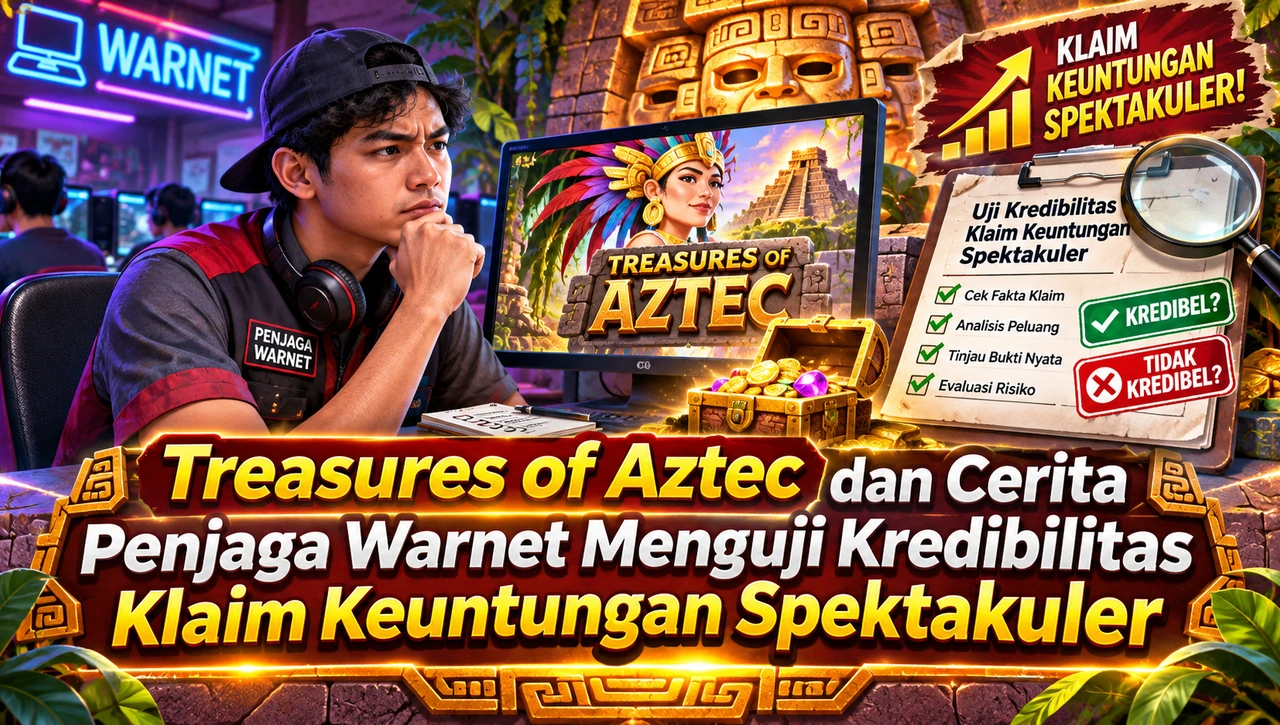 WARNET
KLAIM
KEUNTUNGAN
SPEKTAKULER!
PENJAGA
WARNET
TREASURES OF
AZTEC
Uji Kredibilitas
Klaim Keuntungan
Spektakuler
Cek Fakta Klaim
Analisis Peluang
Tinjau Bukti Nyata
Evaluasi Risiko
KREDIBEL?
TIDAK
KREDIBEL?
Treasures of Aztec dan Cerita
Penjaga Warnet Menguji Kredibilitas
Klaim Keuntungan Spektakuler